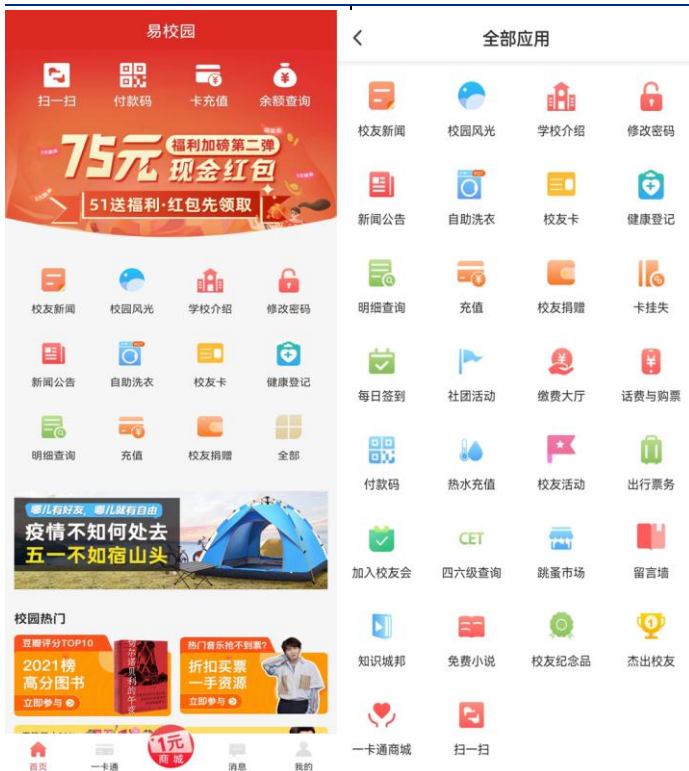 易校园
扫一扫
付款码
卡充值
余额查询
75元
福利加磅第二弹
现金红包
51送福利·红包先领取
校友新闻
校园风光
学校介绍
修改密码
新闻公告
自助洗衣
校友卡
健康登记
明细查询
充值
校友捐赠
全部
哪儿有好友，哪儿就有自由
疫情不知何处去
五一不如宿山头
校园热门
豆瓣评分TOP10
2021榜
高分图书
立即参与
切尔诺贝利的午夜
热门音乐抢不到票?
折扣买票
一手资源
立即参与
首页
一卡通
1元
商城
消息
我的
全部应用
校友新闻
校园风光
学校介绍
修改密码
新闻公告
自助洗衣
校友卡
健康登记
明细查询
充值
校友捐赠
卡挂失
每日签到
社团活动
缴费大厅
话费与购票
付款码
热水充值
校友活动
出行票务
加入校友会
CET
四六级查询
跳蚤市场
留言墙
知识城邦
免费小说
校友纪念品
杰出校友
一卡通商城
扫一扫